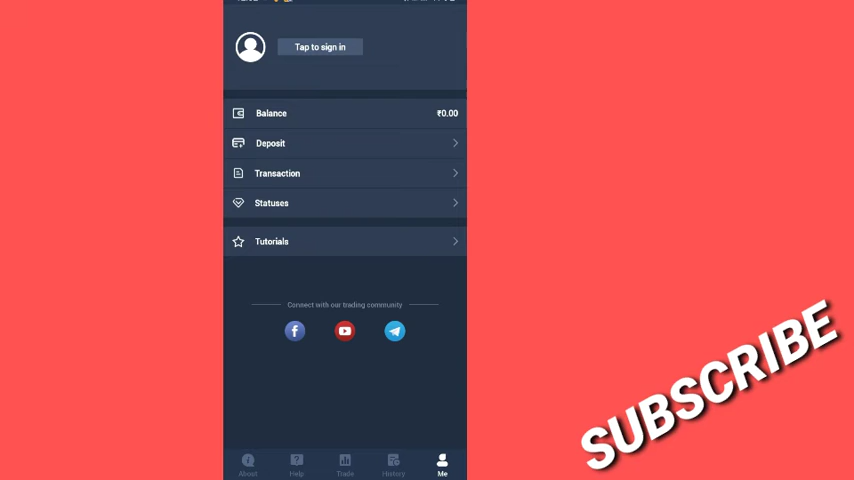 Tap to sign in
Balance
₹0.00
Deposit
Transaction
Statuses
Tutorials
Connect with our trading community
SUBSCRIBE
About
Help
Trade
History
Me